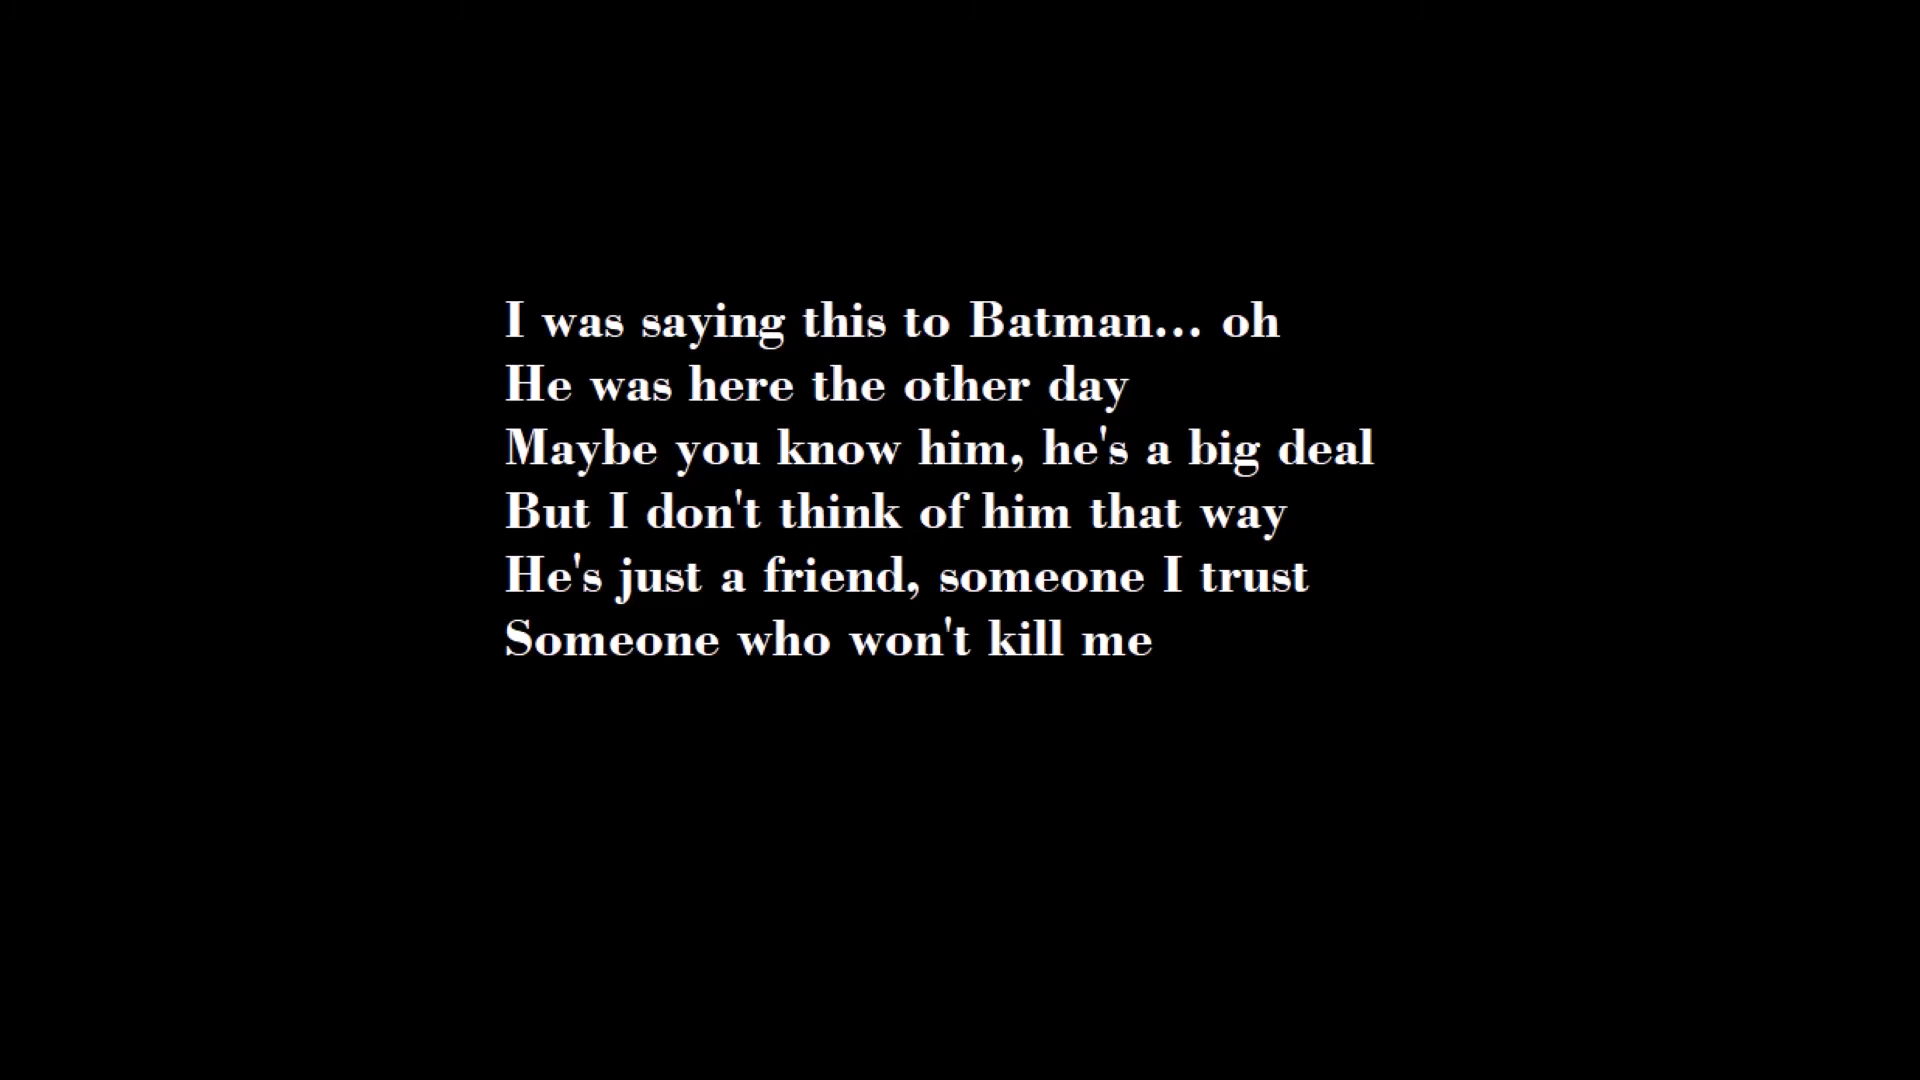 I was saying this to Batman... oh
He was here the other day
Maybe you know him, he's a big deal
But I don't think of him that way
He's just a friend, someone I trust
Someone who won't kill me